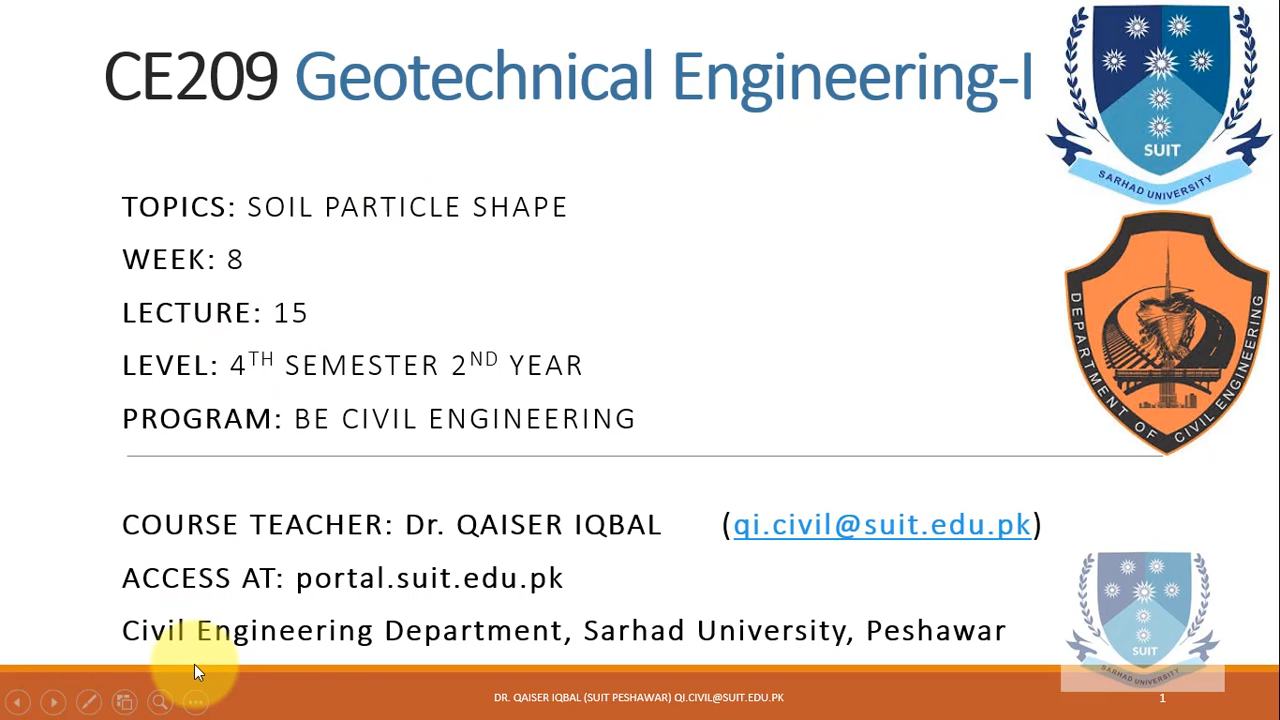 CE209 Geotechnical Engineering-I
SUIT
SARHAD UNIVERSITY
TOPICS: SOIL PARTICLE SHAPE
WEEK: 8
LECTURE: 15
LEVEL: 4TH SEMESTER 2ND YEAR
PROGRAM: BE CIVIL ENGINEERING
DEPARTMENT OF CIVIL ENGINEERING
COURSE TEACHER: Dr. QAISER IQBAL (qi.civil@suit.edu.pk)
ACCESS AT: portal.suit.edu.pk
Civil Engineering Department, Sarhad University, Peshawar
SUIT
SARHAD UNIVERSITY
DR. QAISER IQBAL (SUIT PESHAWAR) QI.CIVIL@SUIT.EDU.PK
1